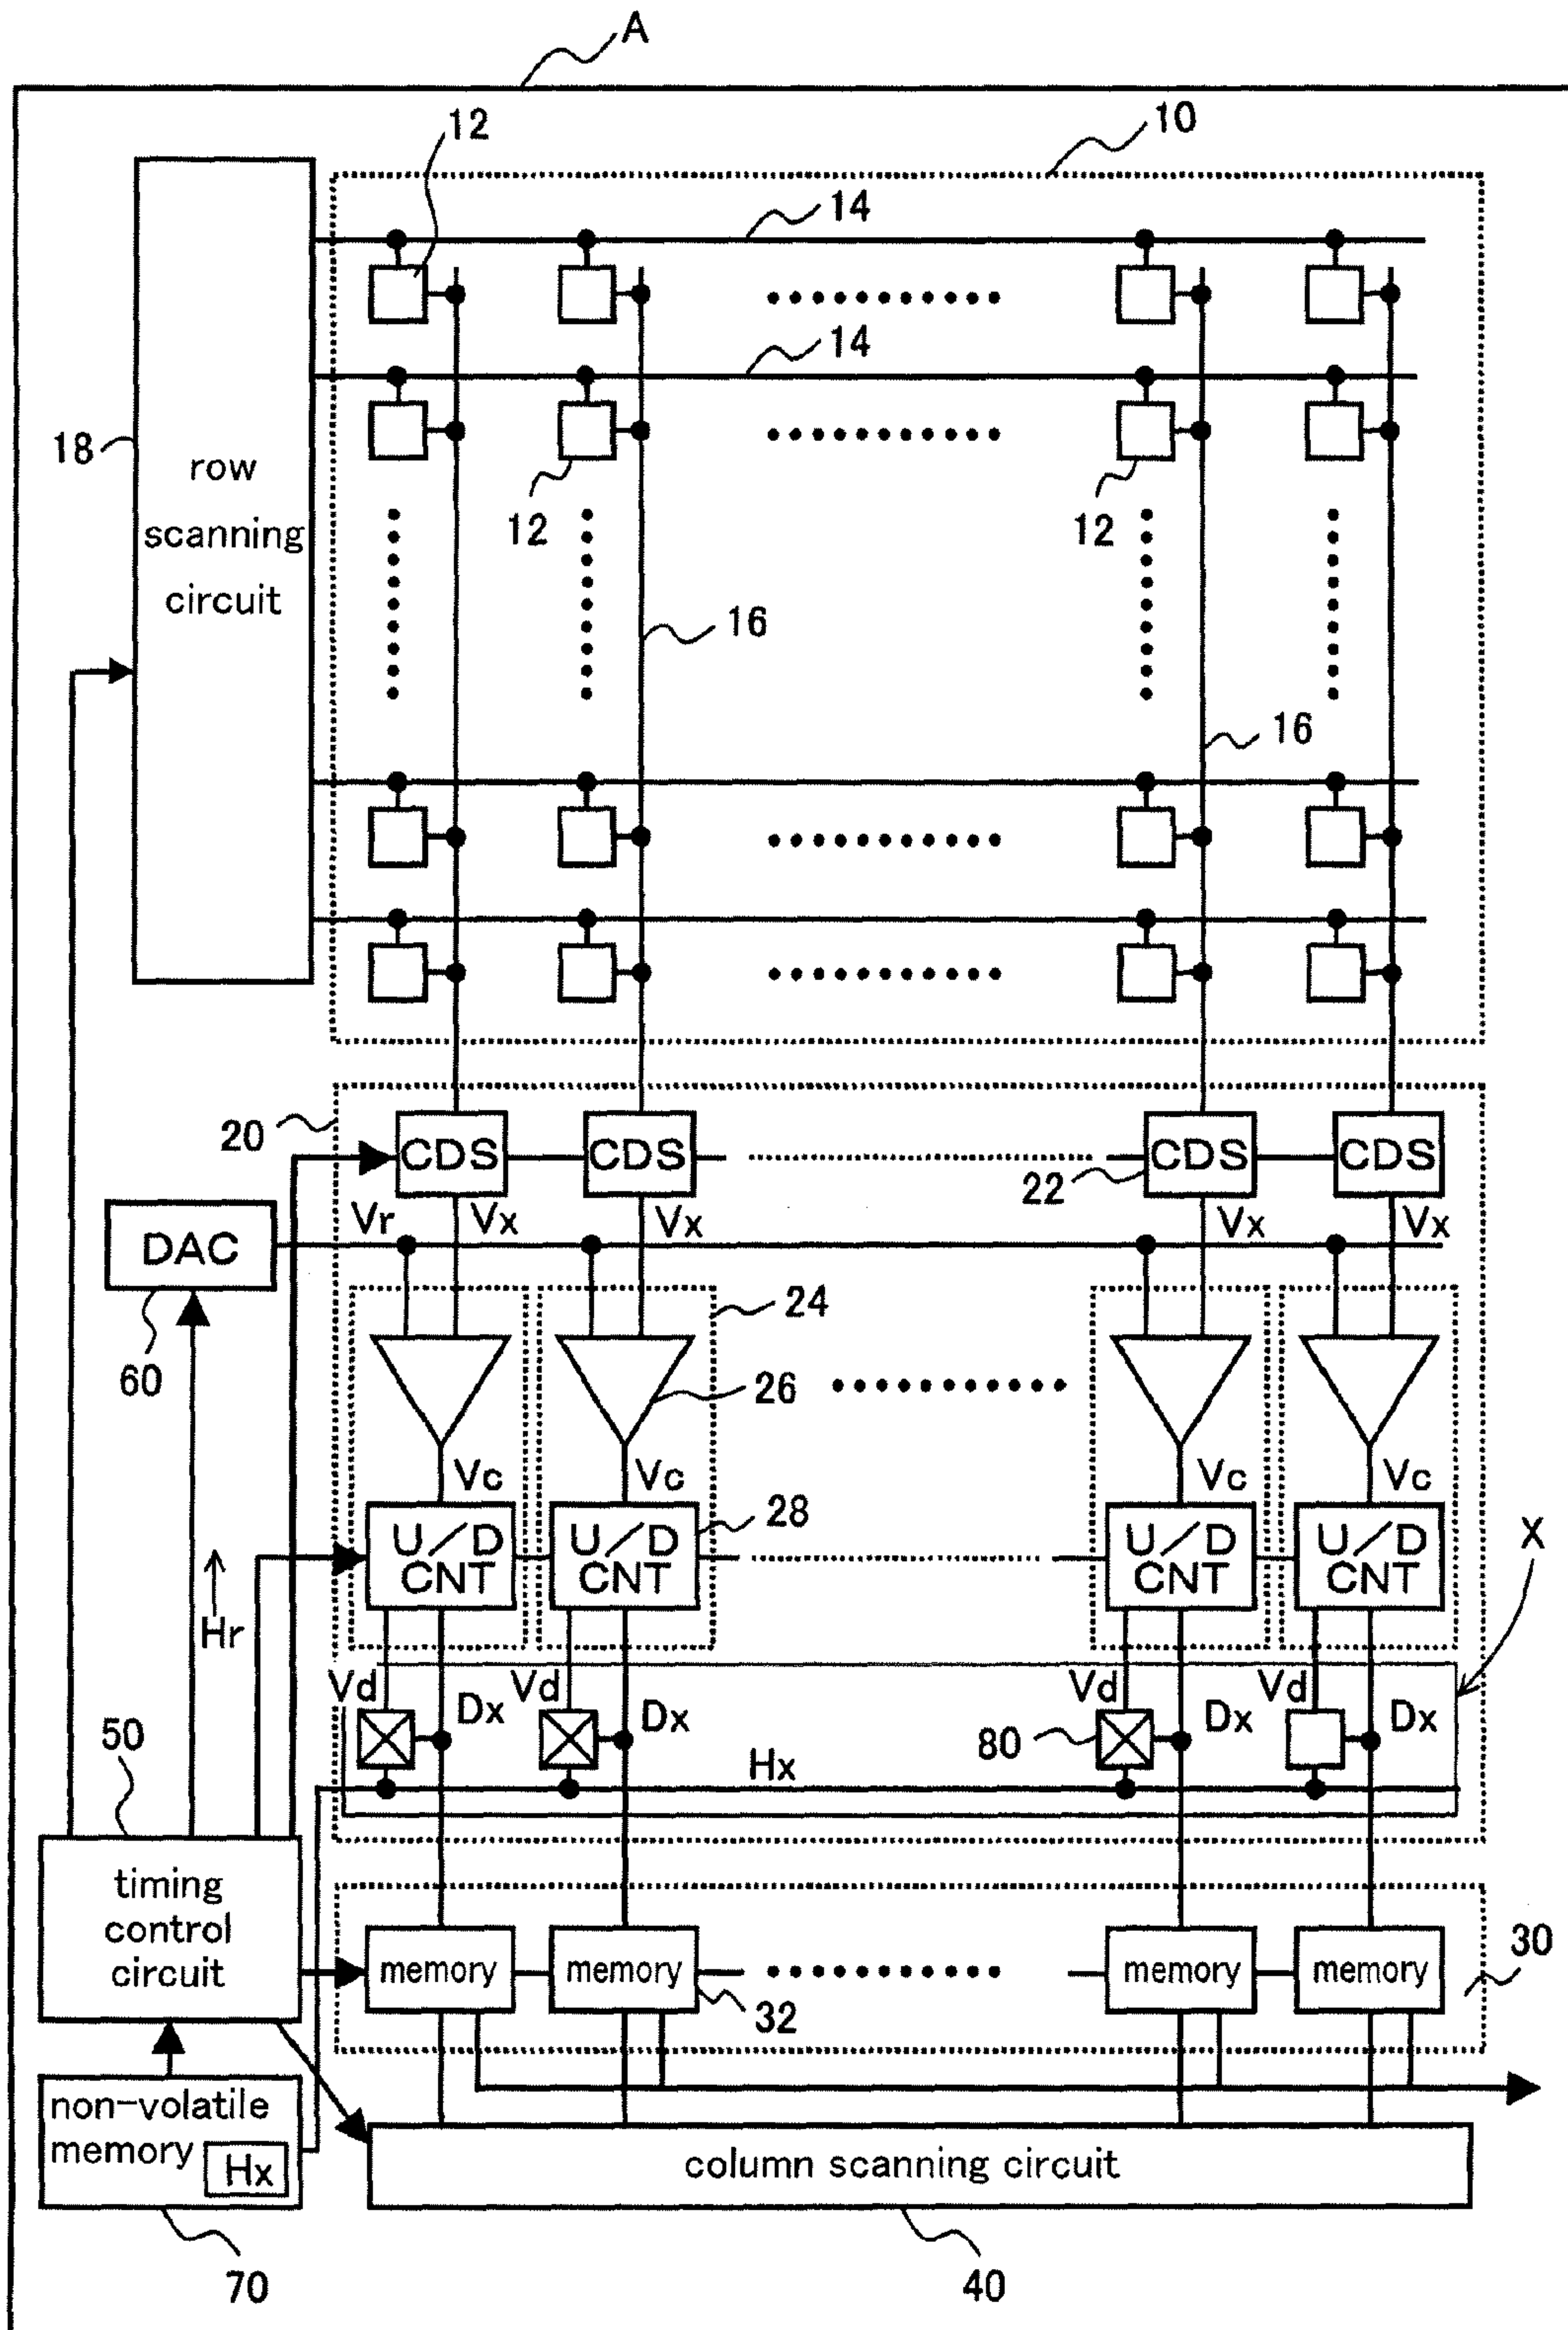 A
10
12
14
14
18
row
scanning
circuit
12
12
16
16
20
CDS
CDS
22
CDS
CDS
Vr
Vx
Vx
Vx
Vx
DAC
60
24
26
Vc
Vc
Vc
Vc
U/D
CNT
U/D
CNT
28
U/D
CNT
U/D
CNT
X
Hr
Vd
Dx
Vd
Dx
Vd
Dx
Vd
Dx
80
Hx
50
timing
control
circuit
memory
memory
32
memory
memory
30
non-volatile
memory
Hx
70
column scanning circuit
40